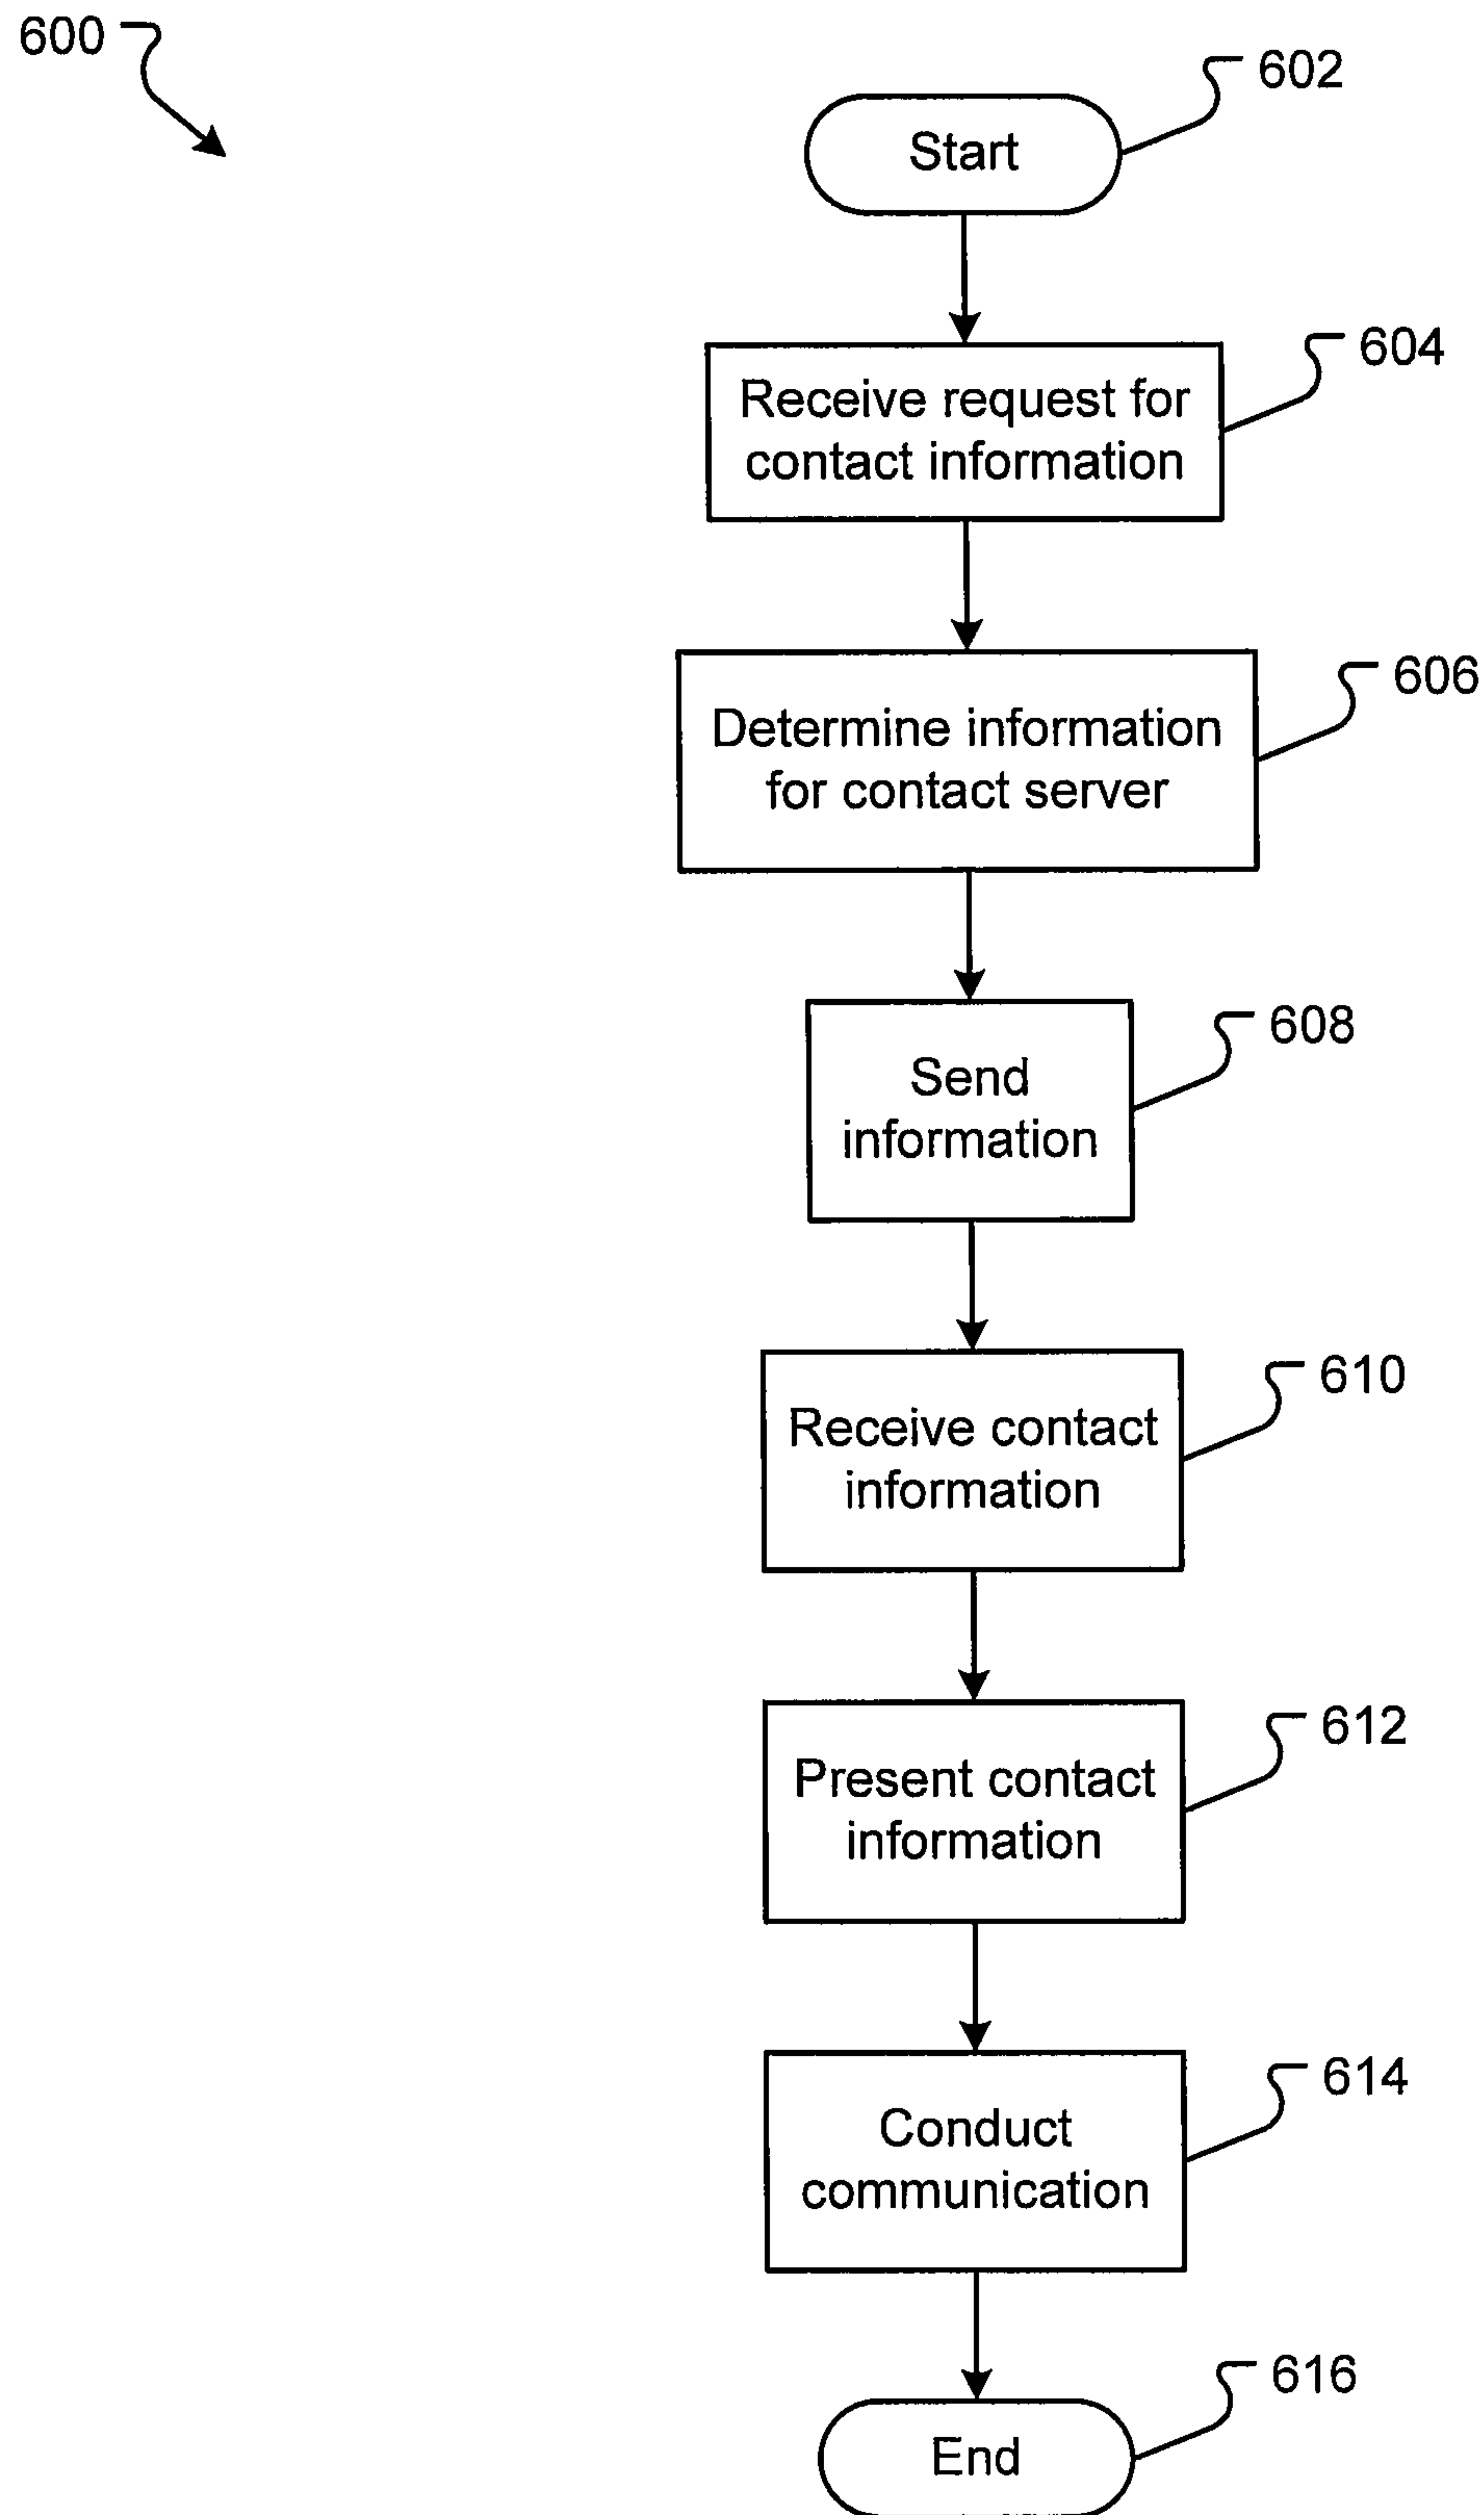 600
602
Start
604
Receive request for
contact information
606
Determine information
for contact server
608
Send
information
610
Receive contact
information
612
Present contact
information
614
Conduct
communication
616
End